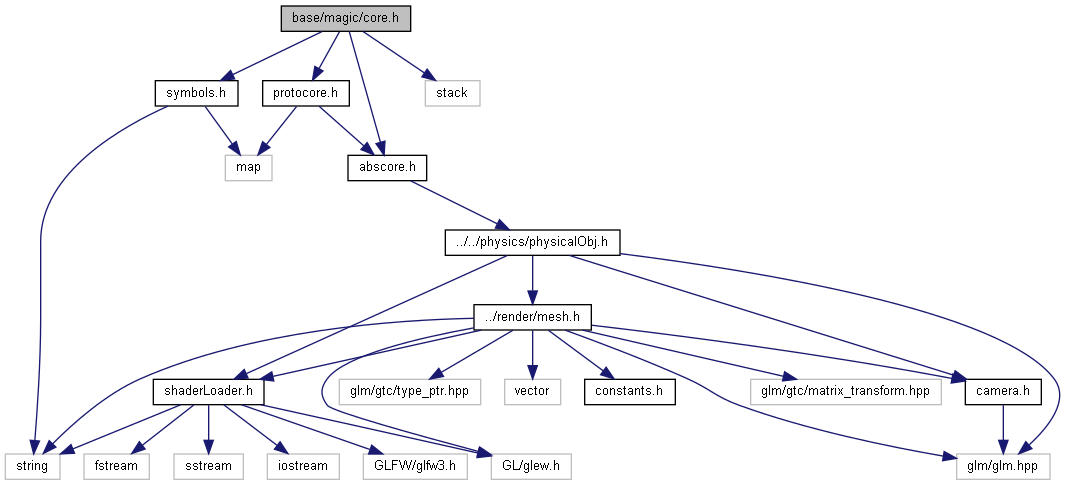 base/magic/core.h
symbols.h
protocore.h
stack
map
abscore.h
../../physics/physicalObj.h
../render/mesh.h
shaderLoader.h
glm/gtc/type_ptr.hpp
vector
constants.h
glm/gtc/matrix_transform.hpp
camera.h
string
fstream
sstream
iostream
GLFW/glfw3.h
GL/glew.h
glm/glm.hpp